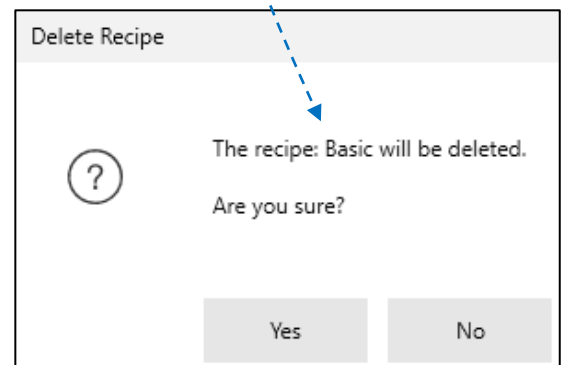 Delete Recipe
The recipe: Basic will be deleted.
Are you sure?
Yes No